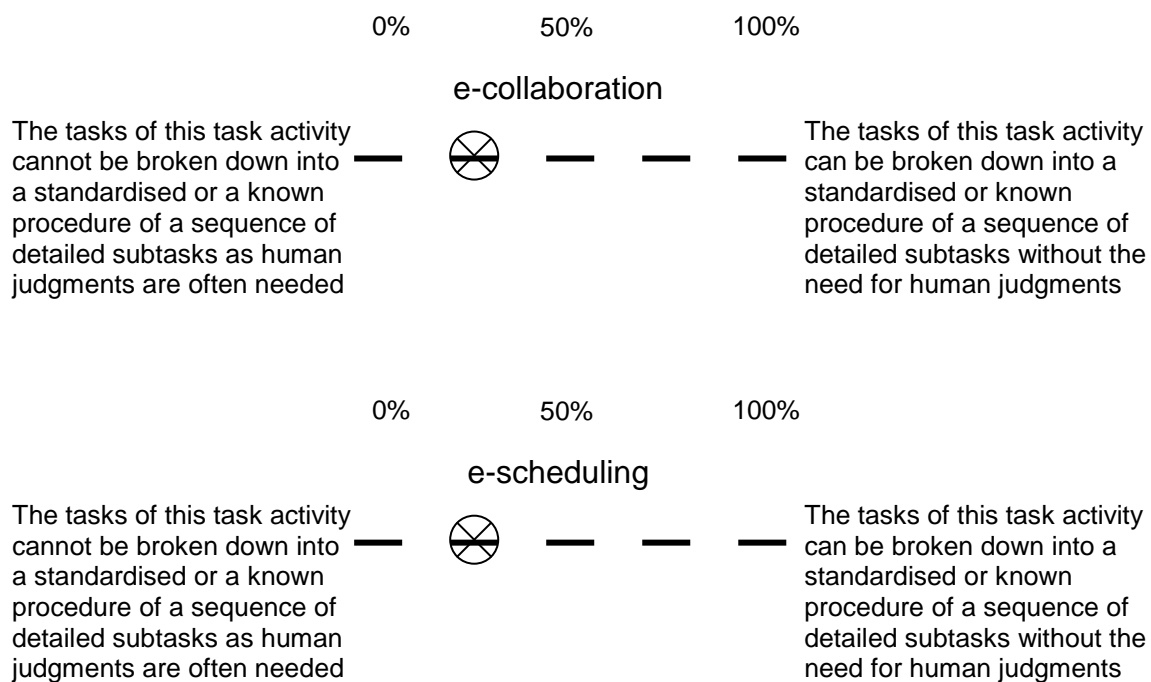 0% 50% 100%
e-collaboration
The tasks of this task activity
cannot be broken down into
a standardised or a known
procedure of a sequence of
detailed subtasks as human
judgments are often needed
The tasks of this task activity
can be broken down into a
standardised or known
procedure of a sequence of
detailed subtasks without the
need for human judgments
0% 50% 100%
e-scheduling
The tasks of this task activity
cannot be broken down into
a standardised or a known
procedure of a sequence of
detailed subtasks as human
judgments are often needed
The tasks of this task activity
can be broken down into a
standardised or known
procedure of a sequence of
detailed subtasks without the
need for human judgments